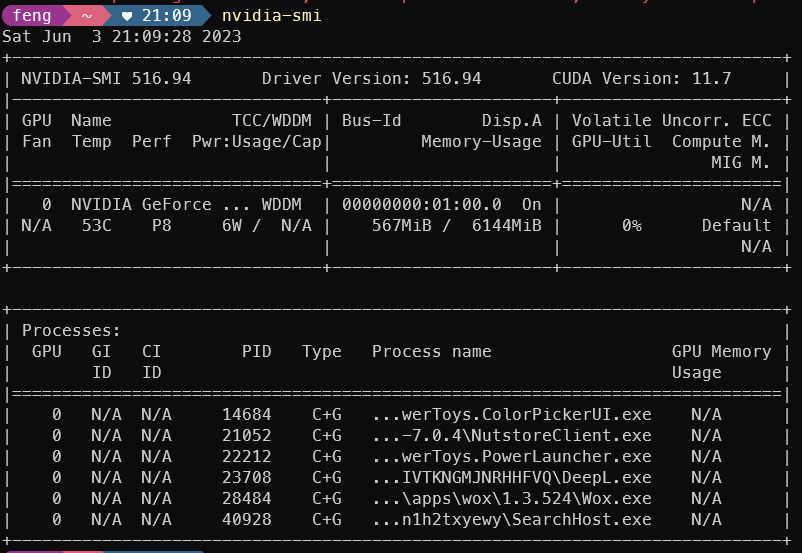 feng ~ ♥ 21:09 nvidia-smi
Sat Jun  3 21:09:28 2023
+-----------------------------------------------------------------------------+
| NVIDIA-SMI 516.94       Driver Version: 516.94       CUDA Version: 11.7     |
|-------------------------------+----------------------+----------------------+
| GPU  Name            TCC/WDDM | Bus-Id        Disp.A | Volatile Uncorr. ECC |
| Fan  Temp  Perf  Pwr:Usage/Cap|         Memory-Usage | GPU-Util  Compute M. |
|                               |                      |               MIG M. |
|===============================+======================+======================|
|   0  NVIDIA GeForce ... WDDM  | 00000000:01:00.0  On |                  N/A |
| N/A   53C    P8     6W /  N/A |    567MiB /  6144MiB |      0%      Default |
|                               |                      |                  N/A |
+-------------------------------+----------------------+----------------------+
+-----------------------------------------------------------------------------+
| Processes:                                                                  |
|  GPU   GI   CI        PID   Type   Process name                  GPU Memory |
|        ID   ID                                                   Usage      |
|=============================================================================|
|    0   N/A  N/A     14684    C+G   ...werToys.ColorPickerUI.exe    N/A      |
|    0   N/A  N/A     21052    C+G   ...-7.0.4\NutstoreClient.exe    N/A      |
|    0   N/A  N/A     22212    C+G   ...werToys.PowerLauncher.exe    N/A      |
|    0   N/A  N/A     23708    C+G   ...IVTKNGMJNRHHFVQ\DeepL.exe    N/A      |
|    0   N/A  N/A     28484    C+G   ...\apps\wox\1.3.524\Wox.exe    N/A      |
|    0   N/A  N/A     40928    C+G   ...n1h2txyewy\SearchHost.exe    N/A      |
+-----------------------------------------------------------------------------+